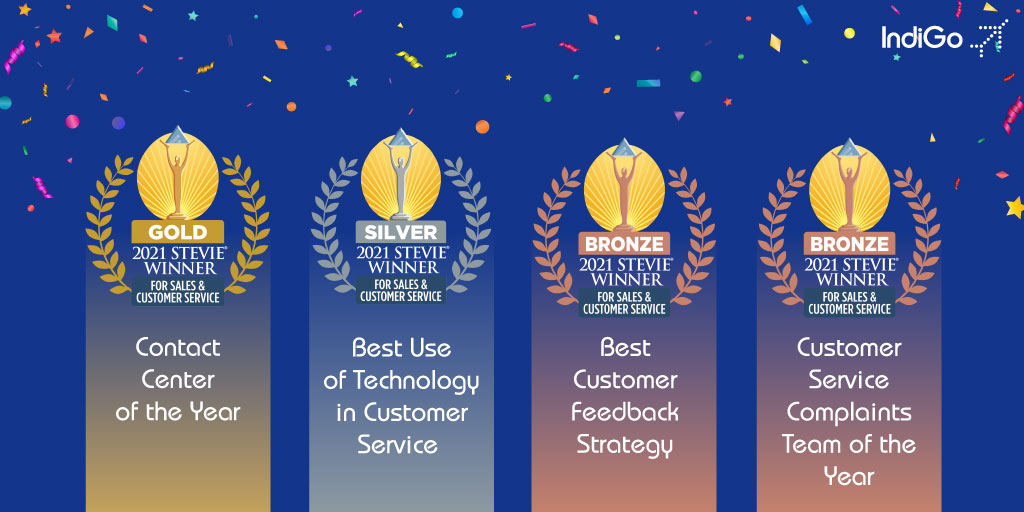 IndiGo
GOLD
2021 STEVIE®
WINNER
FOR SALES &
CUSTOMER SERVICE
Contact
Center
of the Year
SILVER
2021 STEVIE®
WINNER
FOR SALES &
CUSTOMER SERVICE
Best Use
of Technology
in Customer
Service
BRONZE
2021 STEVIE®
WINNER
FOR SALES &
CUSTOMER SERVICE
Best
Customer
Feedback
Strategy
BRONZE
2021 STEVIE®
WINNER
FOR SALES &
CUSTOMER SERVICE
Customer
Service
Complaints
Team of the
Year